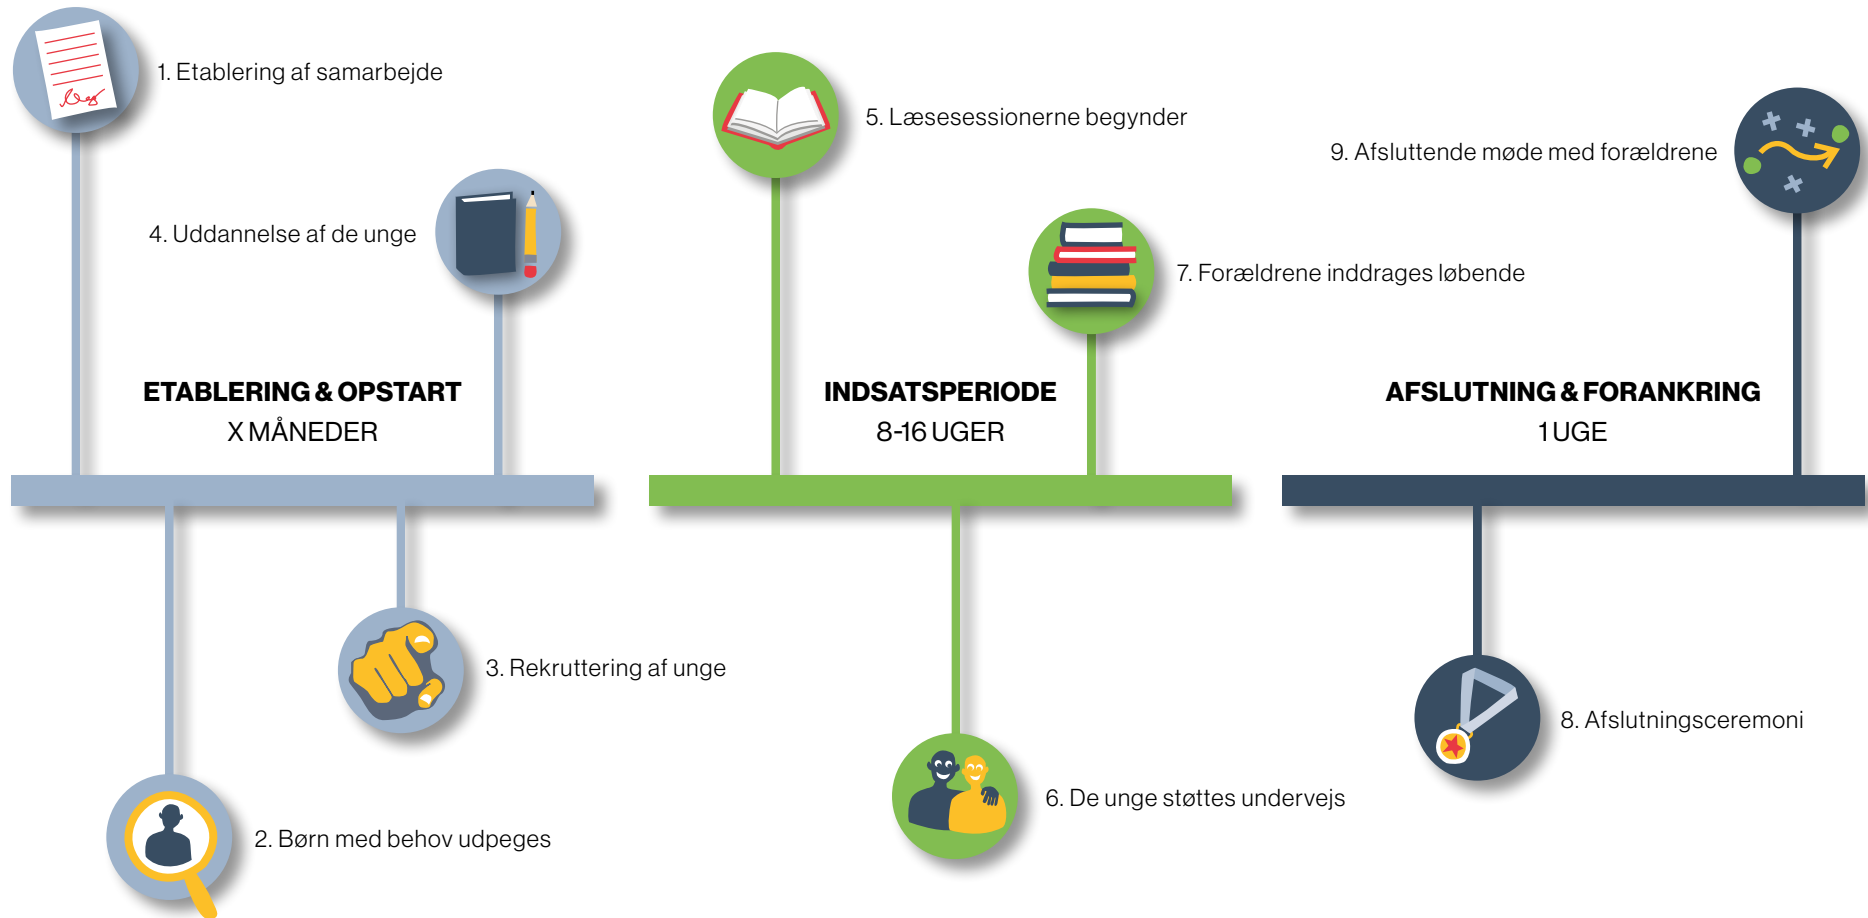 1. Etablering af samarbejde
4. Uddannelse af de unge
ETABLERING & OPSTART
X MÅNEDER
3. Rekruttering af unge
2. Børn med behov udpeges
5. Læsesessionerne begynder
7. Forældrene inddrages løbende
INDSATSPERIODE
8-16 UGER
6. De unge støttes undervejs
9. Afsluttende møde med forældrene
AFSLUTNING & FORANKRING
1 UGE
8. Afslutningsceremoni